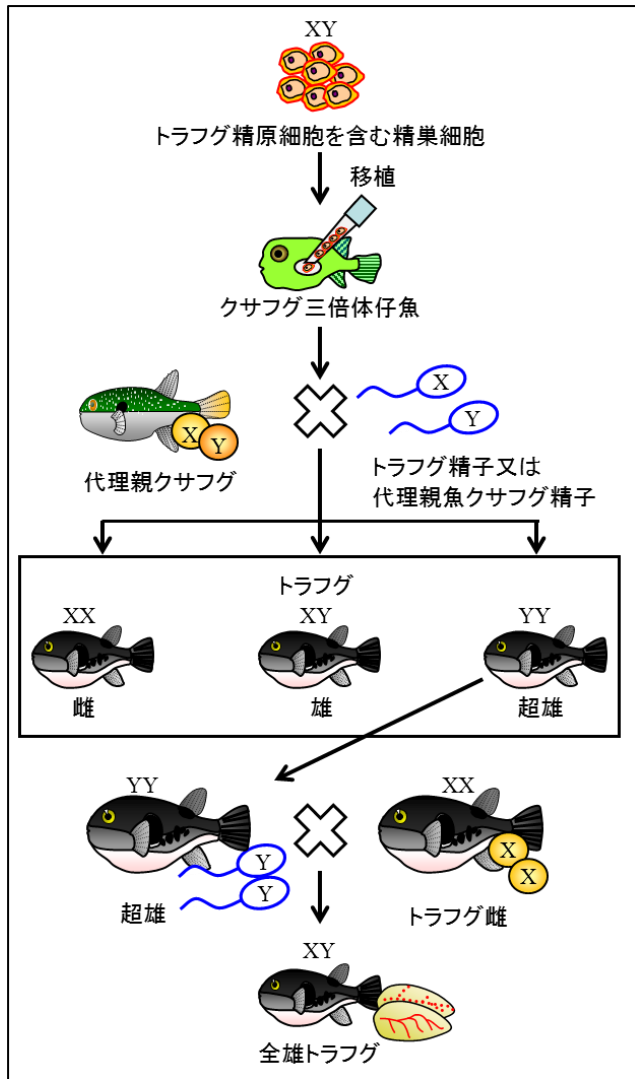 XY
トラフグ精原細胞を含む精巣細胞
移植
クサフグ三倍体仔魚
X
Y
X
Y
代理親クサフグ
トラフグ精子又は
代理親魚クサフグ精子
トラフグ
XX
XY
YY
雌
雄
超雄
YY
XX
Y
Y
X
X
超雄
トラフグ雌
XY
全雄トラフグ